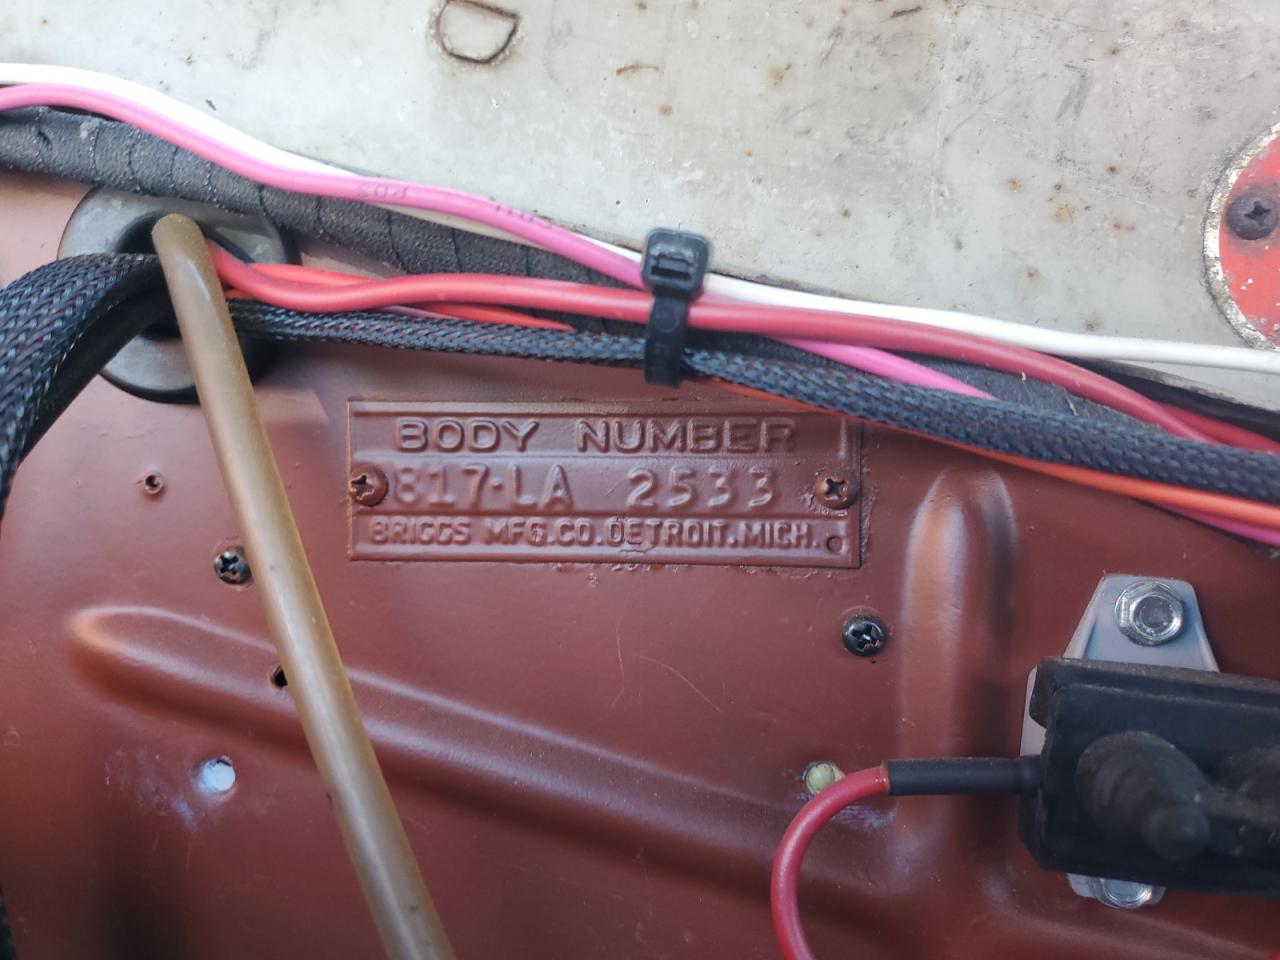 BODY NUMBER
817-LA 2533
BRIGGS MFG.CO.DETROIT.MICH.